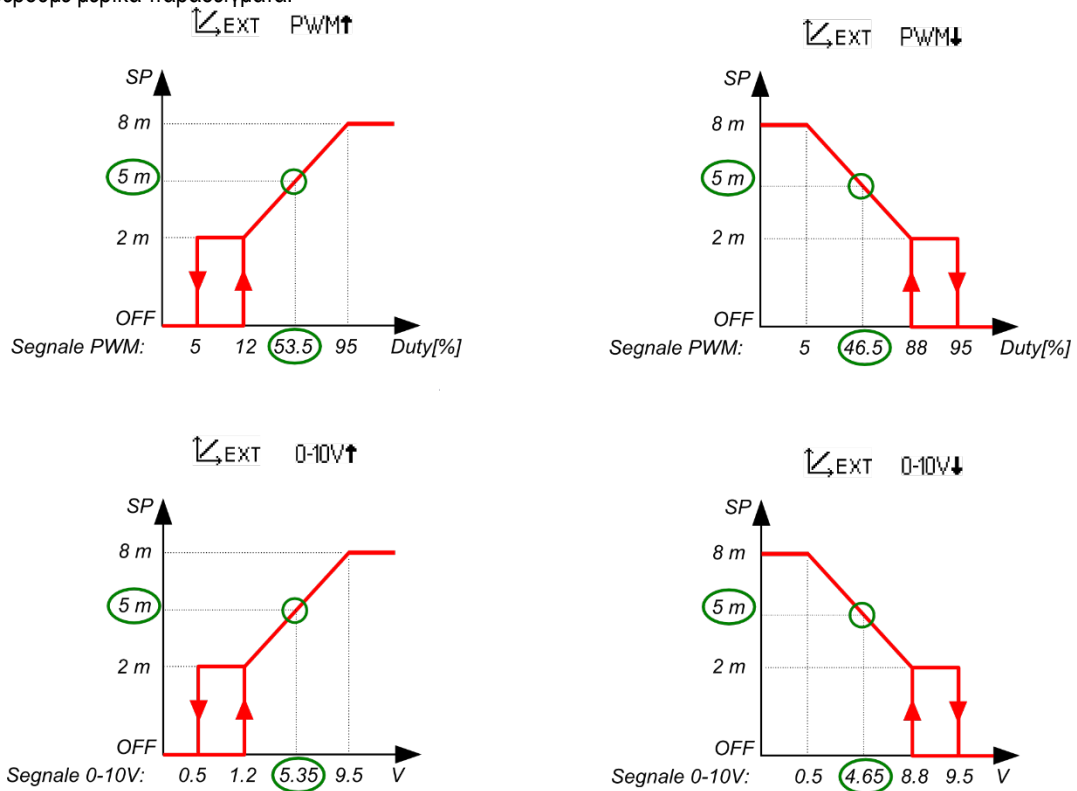 μερικά παραδείγματα.
EXT PWM↑
SP
8 m
5 m
2 m
OFF
Segnale PWM: 5 12 53.5 95 Duty[%]
EXT PWM↓
SP
8 m
5 m
2 m
OFF
Segnale PWM: 5 46.5 88 95 Duty[%]
EXT 0-10V↑
SP
8 m
5 m
2 m
OFF
Segnale 0-10V: 0.5 1.2 5.35 9.5 V
EXT 0-10V↓
SP
8 m
5 m
2 m
OFF
Segnale 0-10V: 0.5 4.65 8.8 9.5 V